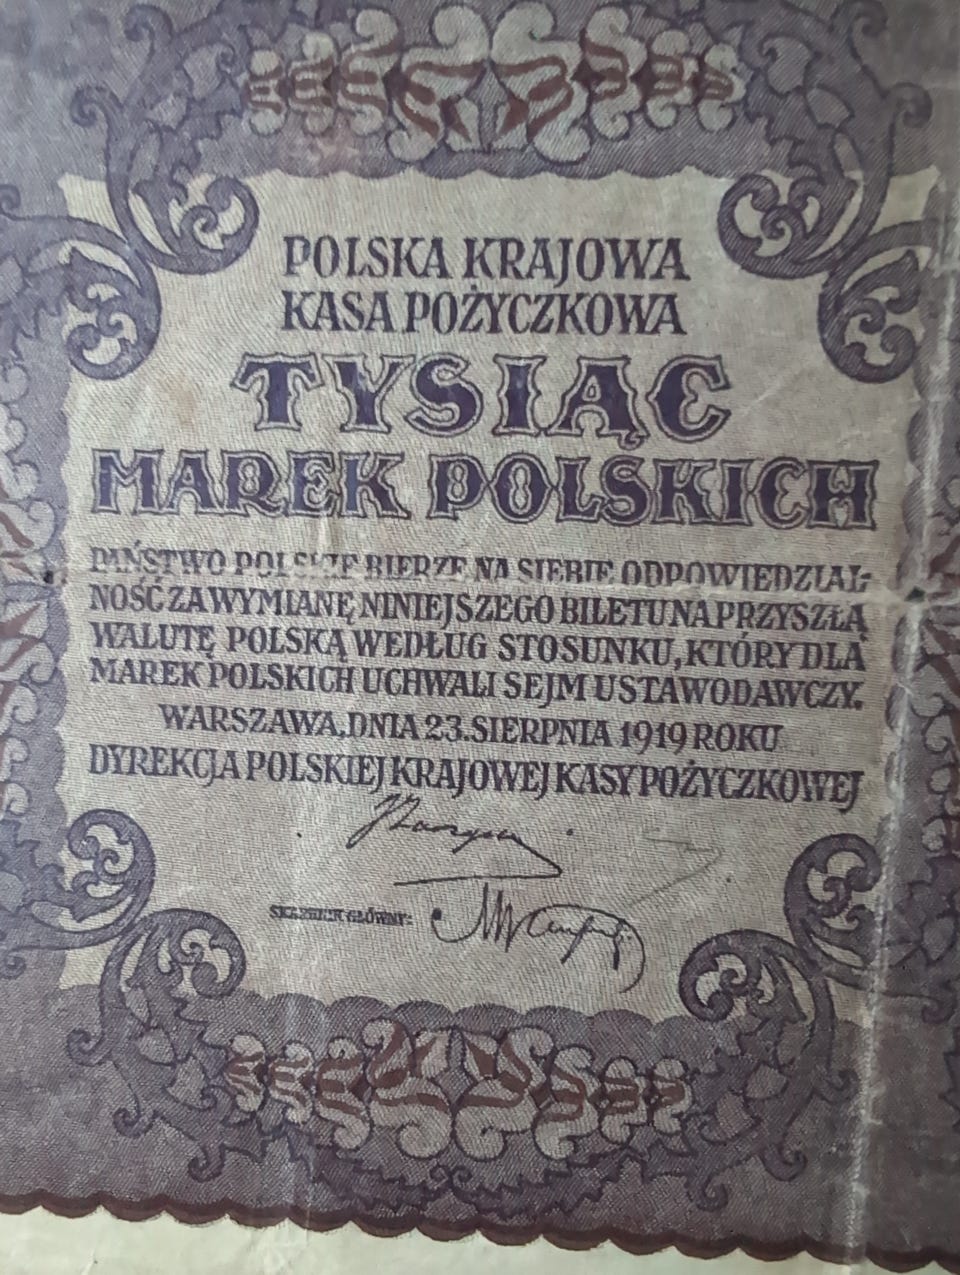 POLSKA KRAJOWA
KASA POŻYCZKOWA
TYSIĄC
MAREK POLSKICH
PAŃSTWO POLSKIE BIERZE NA SIEBIE ODPOWIEDZIAL-
NOŚĆ ZA WYMIANĘ NINIEJSZEGO BILETU NA PRZYSZŁĄ
WALUTĘ POLSKĄ WEDŁUG STOSUNKU, KTÓRY DLA
MAREK POLSKICH UCHWALI SEJM USTAWODAWCZY.
WARSZAWA, DNIA 23. SIERPNIA 1919 ROKU
DYREKCJA POLSKIEJ KRAJOWEJ KASY POŻYCZKOWEJ
SKARBNIK GŁÓWNY: